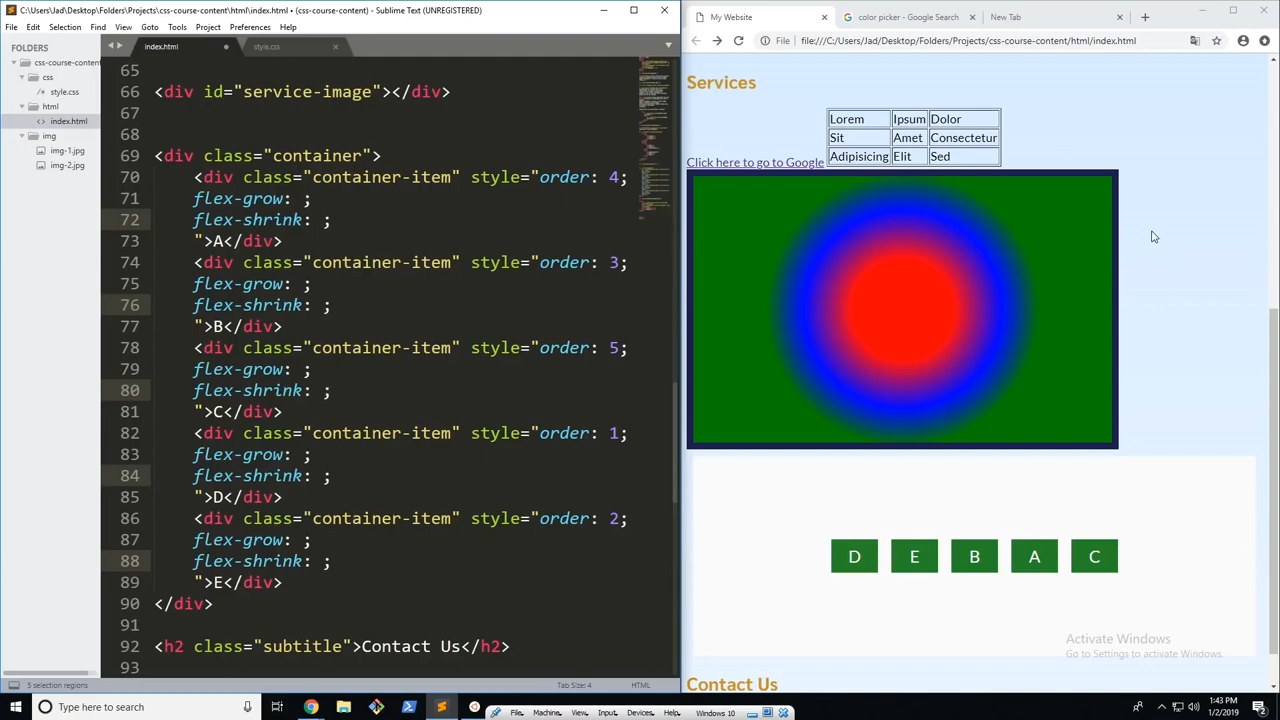 C:\Users\Jad\Desktop\Folders\Projects\css-course-content\html\index.html • (css-course-content) - Sublime Text (UNREGISTERED)
File Edit Selection Find View Goto Tools Project Preferences Help
FOLDERS
css-course-content
css
style.css
html
index.html
img
img-1.jpg
img-2.jpg
index.html
style.css
65
66 <div id="service-image"></div>
67
68
69 <div class="container">
70 <div class="container-item" style="order: 4;
71 flex-grow: ;
72 flex-shrink: ;
73 ">A</div>
74 <div class="container-item" style="order: 3;
75 flex-grow: ;
76 flex-shrink: ;
77 ">B</div>
78 <div class="container-item" style="order: 5;
79 flex-grow: ;
80 flex-shrink: ;
81 ">C</div>
82 <div class="container-item" style="order: 1;
83 flex-grow: ;
84 flex-shrink: ;
85 ">D</div>
86 <div class="container-item" style="order: 2;
87 flex-grow: ;
88 flex-shrink: ;
89 ">E</div>
90 </div>
91
92 <h2 class="subtitle">Contact Us</h2>
93
5 selection regions
Tab Size: 4
HTML
My Website
color picker - Google Search
New Tab
File file:///C:/Users/Jad/Desktop/Folders/Projects/css-course-content/html/index.html
Services
Lorem Ipsum Dolor
Sit Amet Consectetur
Adipisicing Elit Sed
Click here to go to Google
D E B A C
Activate Windows
Go to Settings to activate Windows.
Contact Us
Type here to search
File Machine View Input Devices Help Windows 10
1:43 PM
1/2/2019